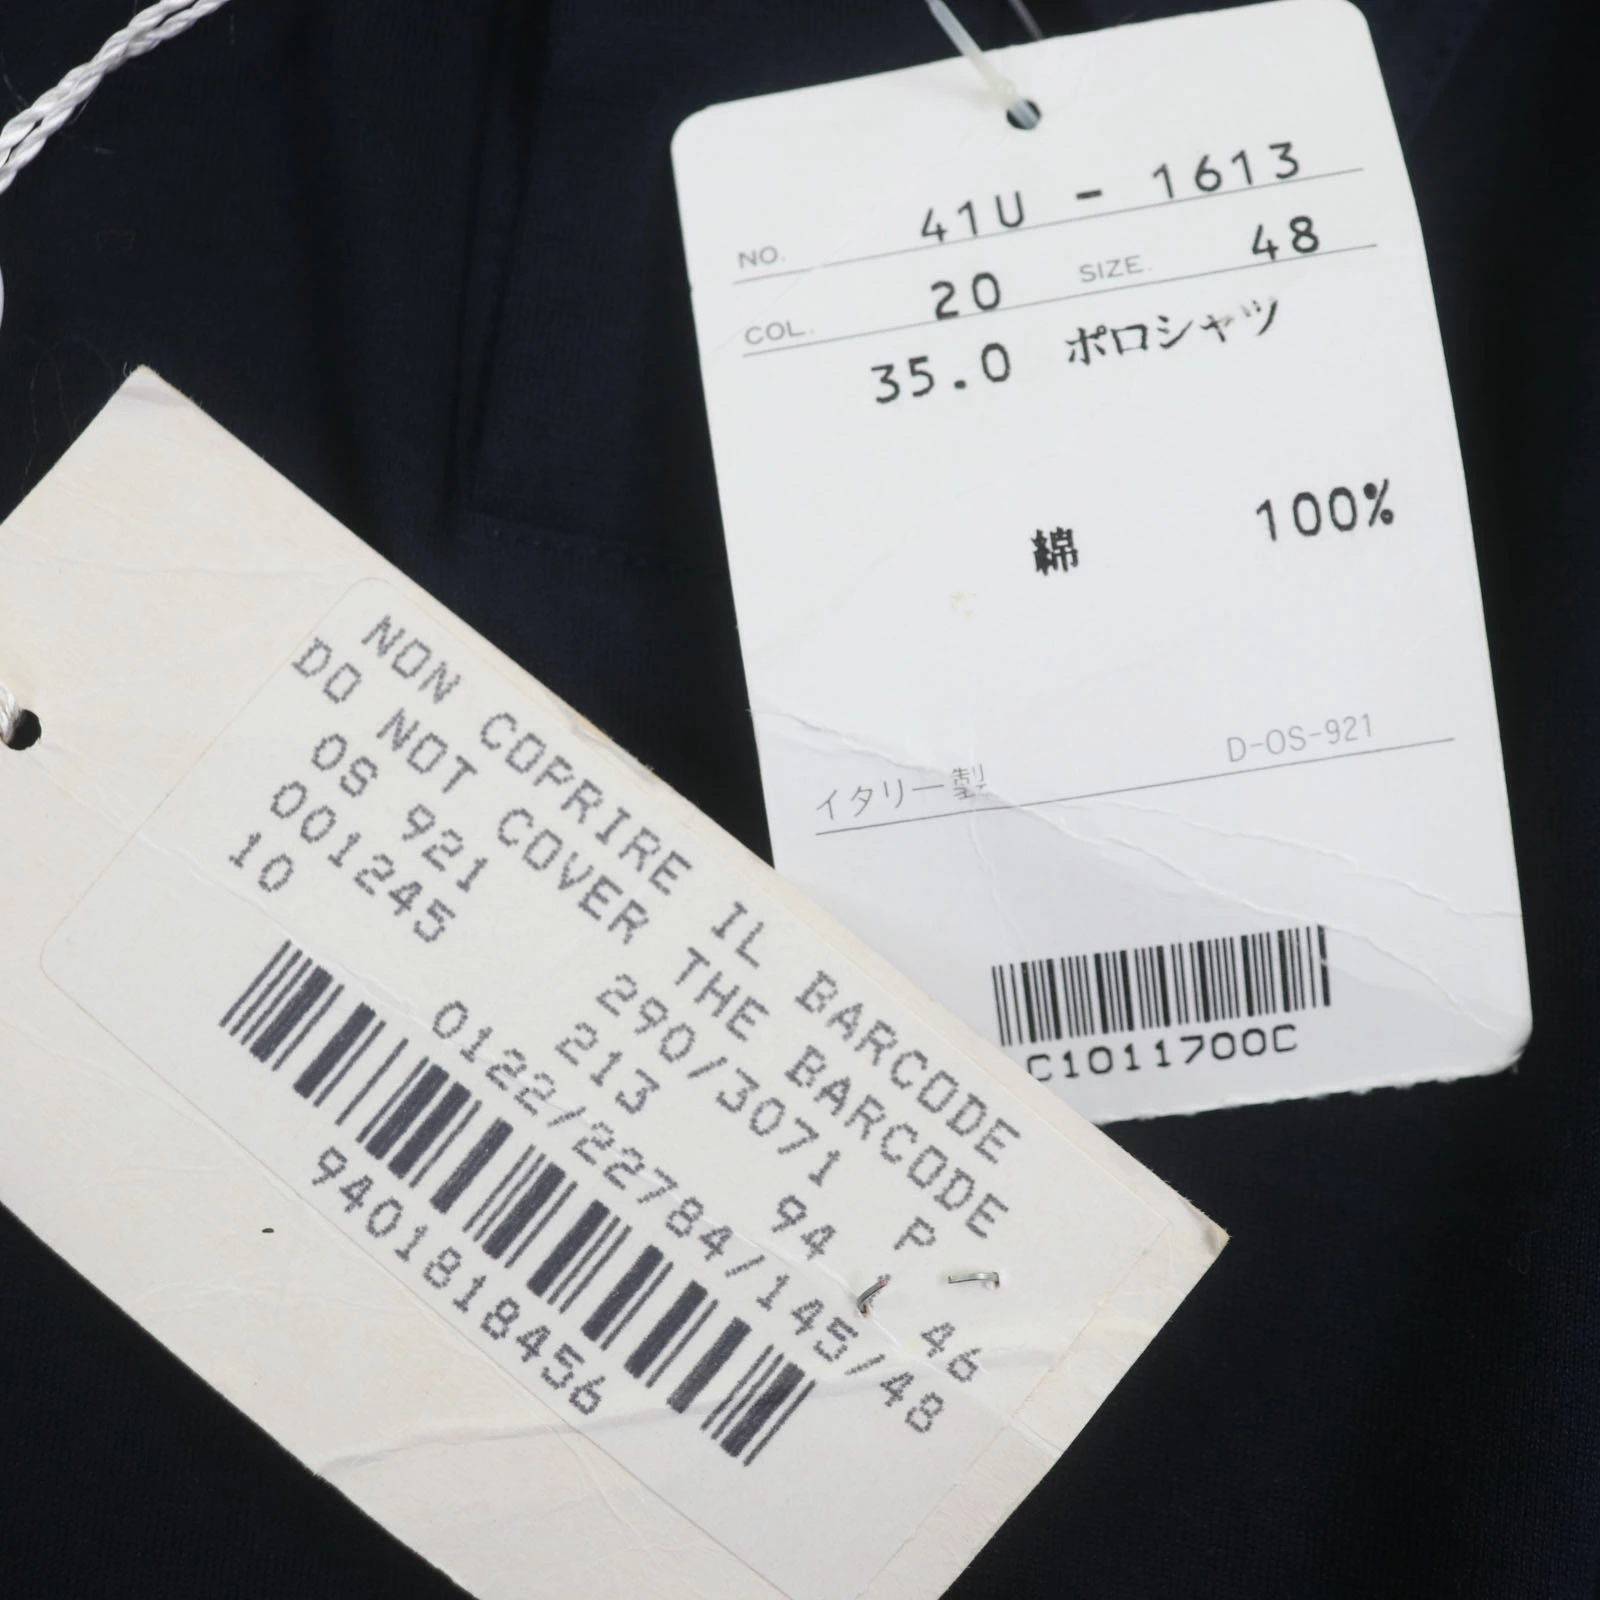 NO. 41U - 1613
COL. 20 SIZE. 48
35.0 ポロシャツ
綿 100%
D-OS-921
イタリー製
C1011700C
NON COPRIRE IL BARCODE
DO NOT COVER THE BARCODE
OS 921 290/3071 P
001245 213 94 46
10 0122/22784/145/48
9401818456